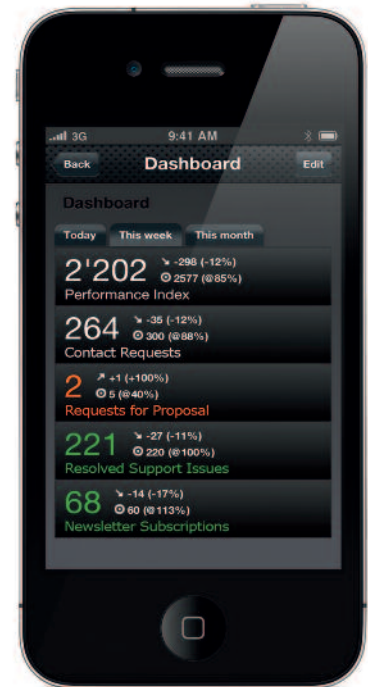 3G 9:41 AM
Back Dashboard Edit
Dashboard
Today This week This month
2'202 ↘ -298 (-12%)
⊙ 2577 (@85%)
Performance Index
264 ↘ -35 (-12%)
⊙ 300 (@88%)
Contact Requests
2 ↗ +1 (+100%)
⊙ 5 (@40%)
Requests for Proposal
221 ↘ -27 (-11%)
⊙ 220 (@100%)
Resolved Support Issues
68 ↘ -14 (-17%)
⊙ 60 (@113%)
Newsletter Subscriptions